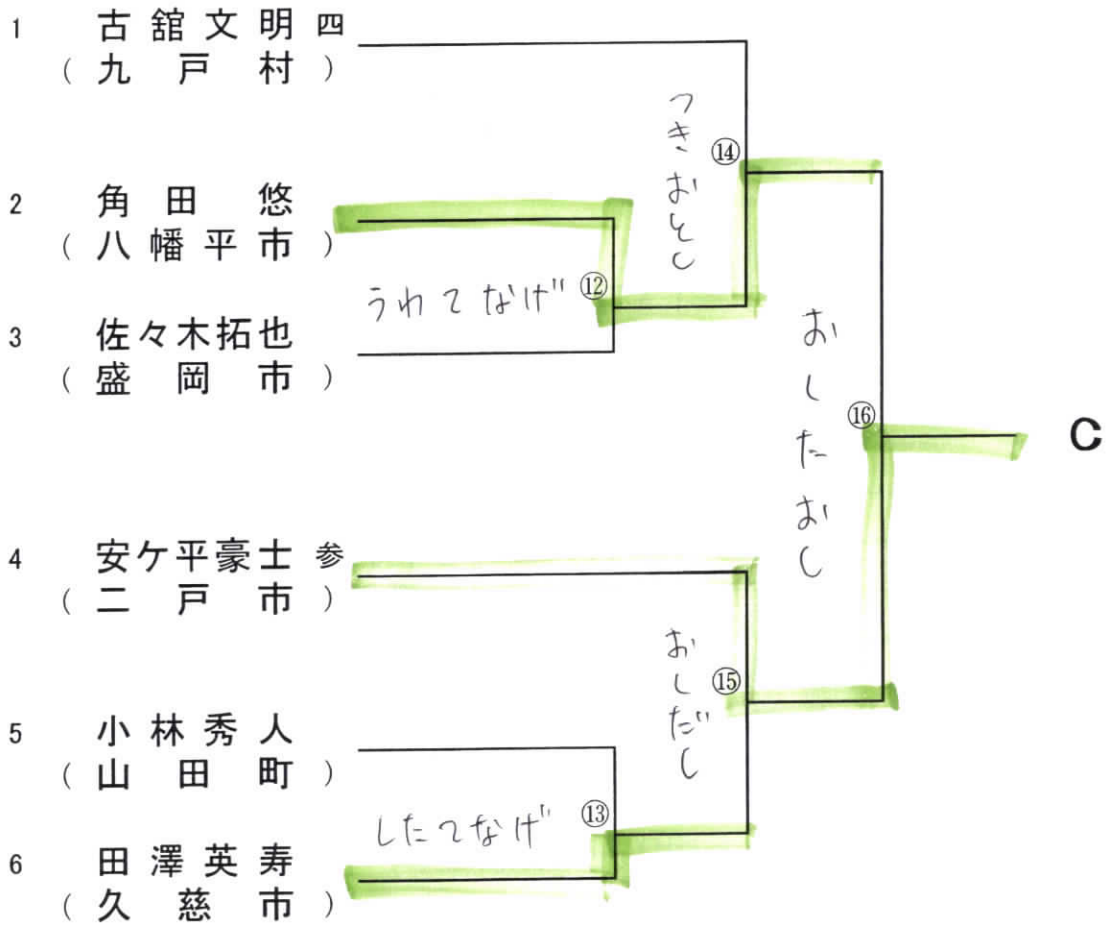 1 古舘文明 四
(九戸村)
つきおとし
⑭
2 角田 悠
(八幡平市)
うわてなげ ⑫
3 佐々木拓也
(盛岡市)
おしたおし
⑯
C
4 安ケ平豪士 参
(二戸市)
おしだし
⑮
5 小林秀人
(山田町)
したてなげ ⑬
6 田澤英寿
(久慈市)